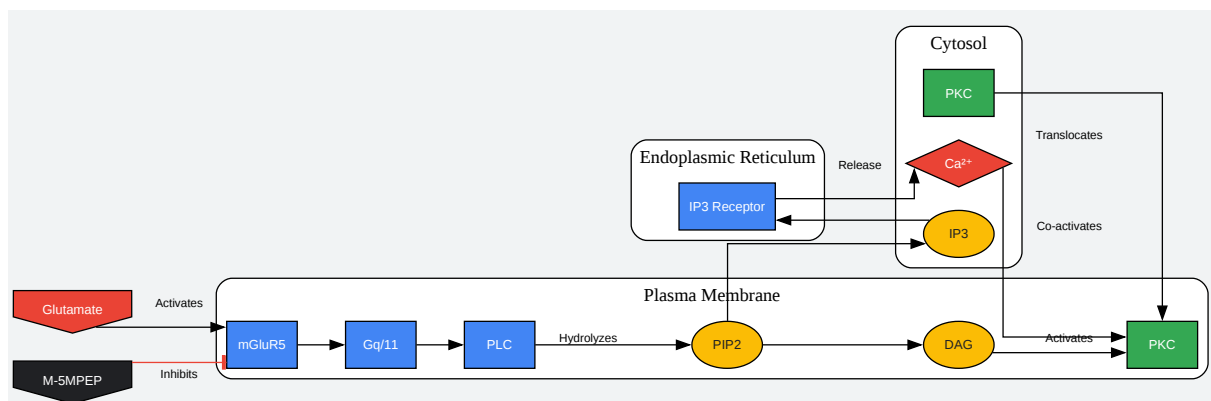 Cytosol
PKC
Translocates
Endoplasmic Reticulum
Release
Ca²⁺
IP3 Receptor
IP3
Co-activates
Plasma Membrane
Glutamate
Activates
mGluR5
Gq/11
PLC
Hydrolyzes
PIP2
DAG
Activates
PKC
M-5MPEP
Inhibits